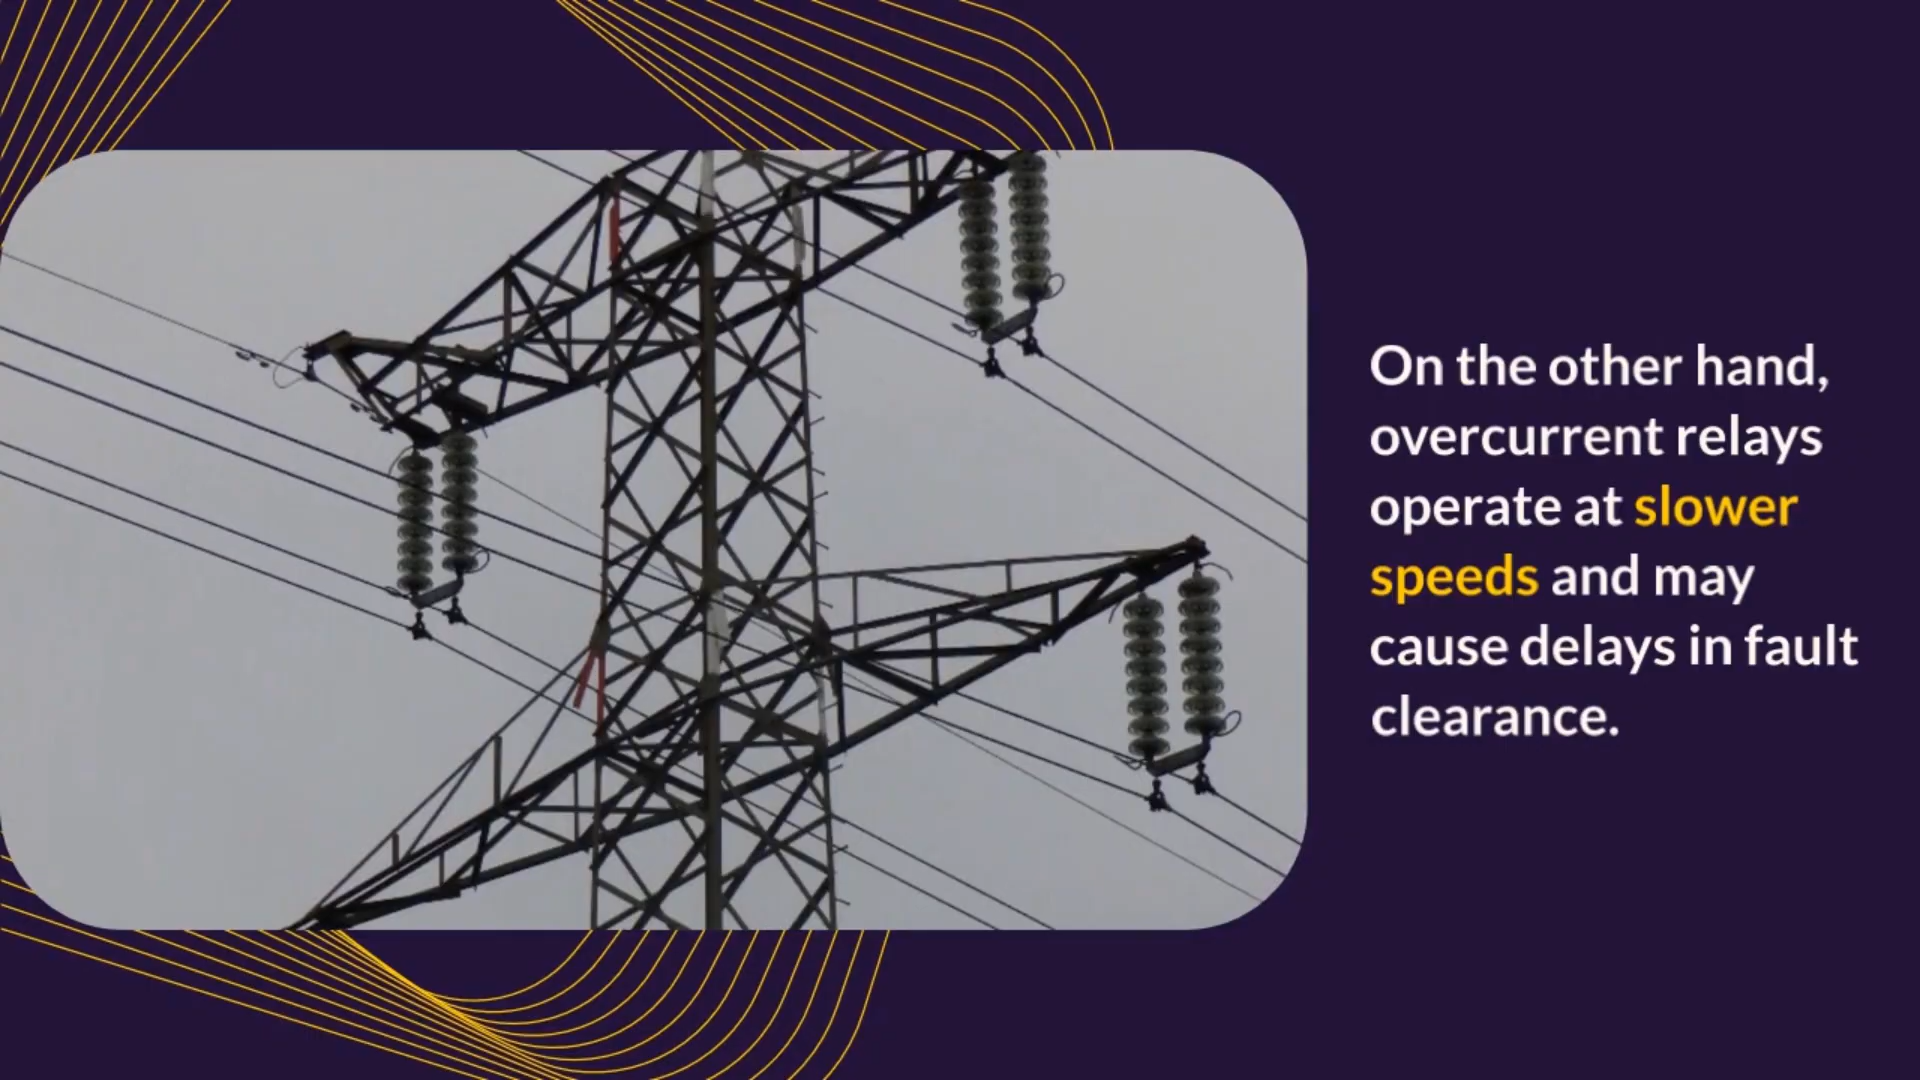 On the other hand,
overcurrent relays
operate at slower
speeds and may
cause delays in fault
clearance.